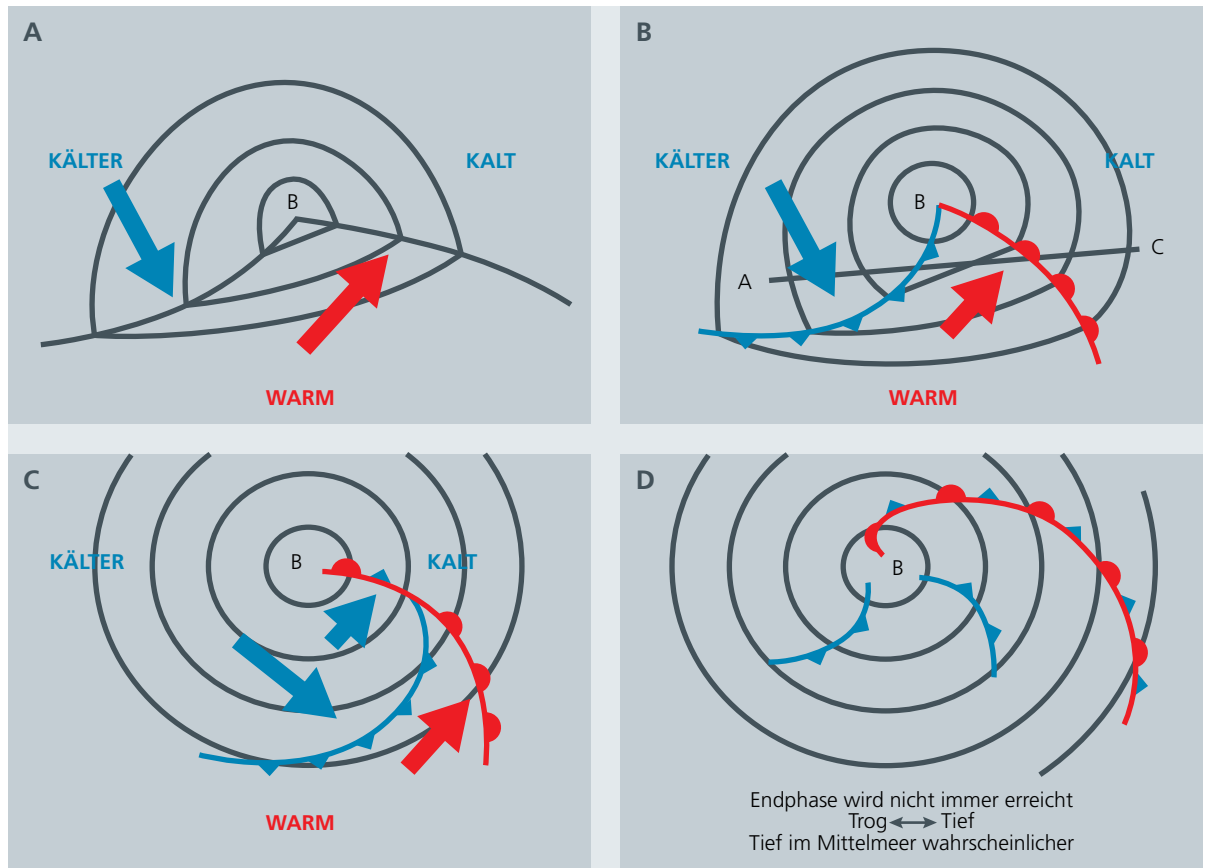 A
KÄLTER
KALT
B
WARM
B
KÄLTER
KALT
B
A
C
WARM
C
KÄLTER
B
KALT
WARM
D
B
Endphase wird nicht immer erreicht
Trog Tief
Tief im Mittelmeer wahrscheinlicher